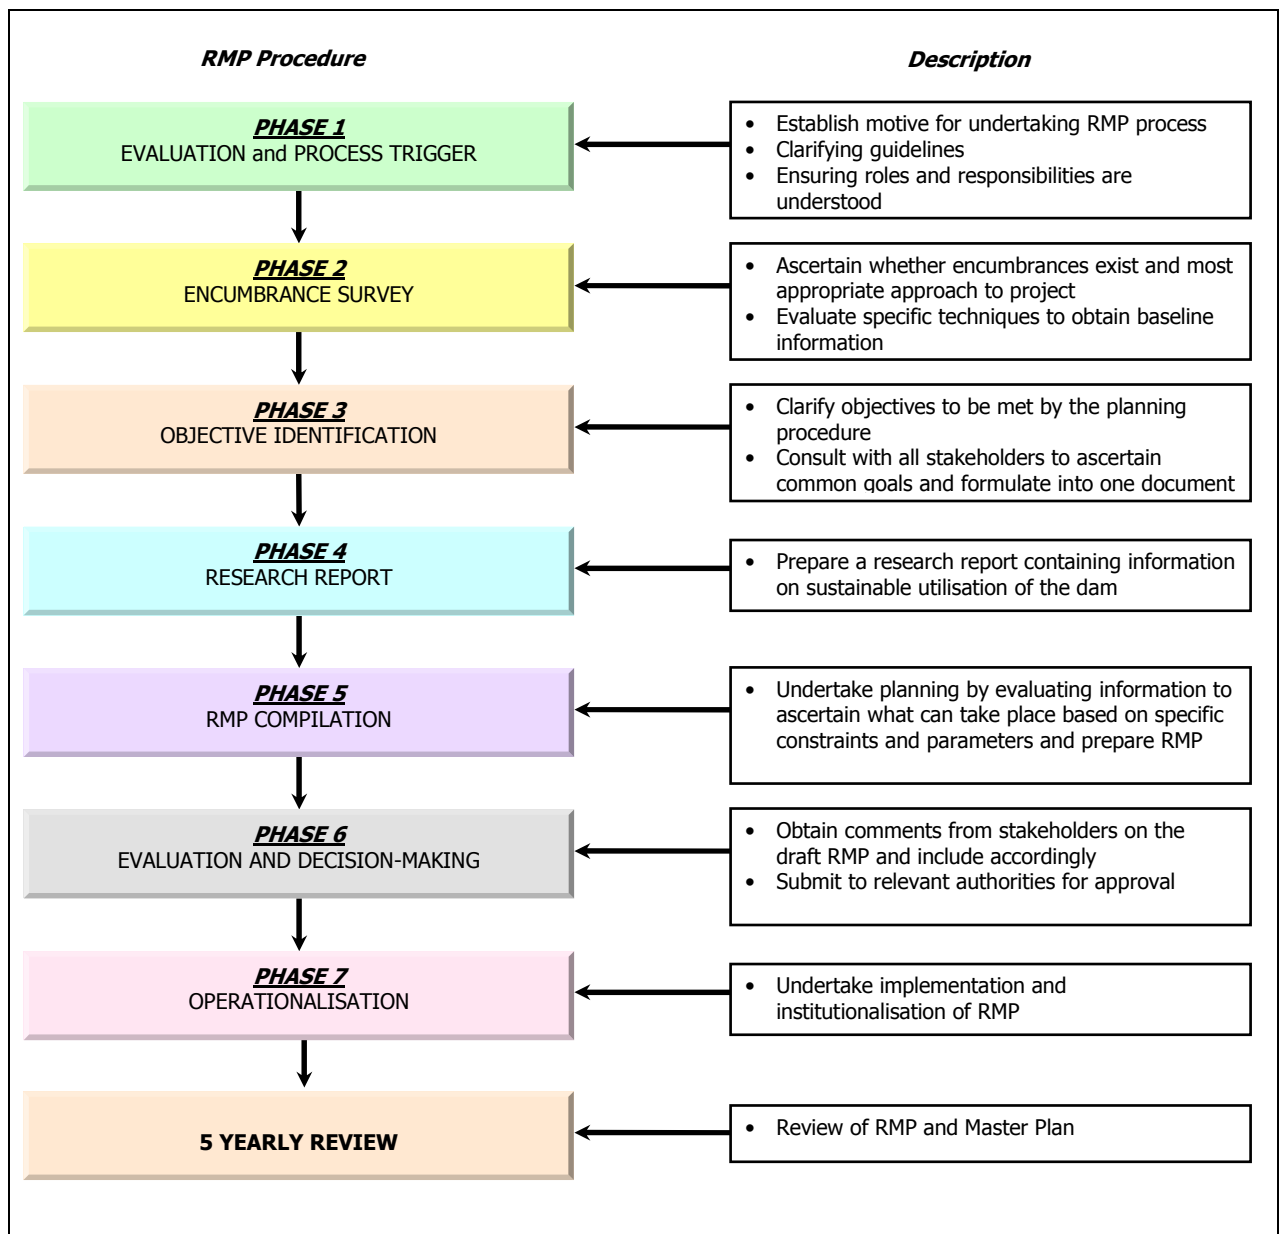 RMP Procedure
Description
PHASE 1
EVALUATION and PROCESS TRIGGER
• Establish motive for undertaking RMP process
• Clarifying guidelines
• Ensuring roles and responsibilities are
understood
PHASE 2
ENCUMBRANCE SURVEY
• Ascertain whether encumbrances exist and most
appropriate approach to project
• Evaluate specific techniques to obtain baseline
information
PHASE 3
OBJECTIVE IDENTIFICATION
• Clarify objectives to be met by the planning
procedure
• Consult with all stakeholders to ascertain
common goals and formulate into one document
PHASE 4
RESEARCH REPORT
• Prepare a research report containing information
on sustainable utilisation of the dam
PHASE 5
RMP COMPILATION
• Undertake planning by evaluating information to
ascertain what can take place based on specific
constraints and parameters and prepare RMP
PHASE 6
EVALUATION AND DECISION-MAKING
• Obtain comments from stakeholders on the
draft RMP and include accordingly
• Submit to relevant authorities for approval
PHASE 7
OPERATIONALISATION
• Undertake implementation and
institutionalisation of RMP
5 YEARLY REVIEW
• Review of RMP and Master Plan